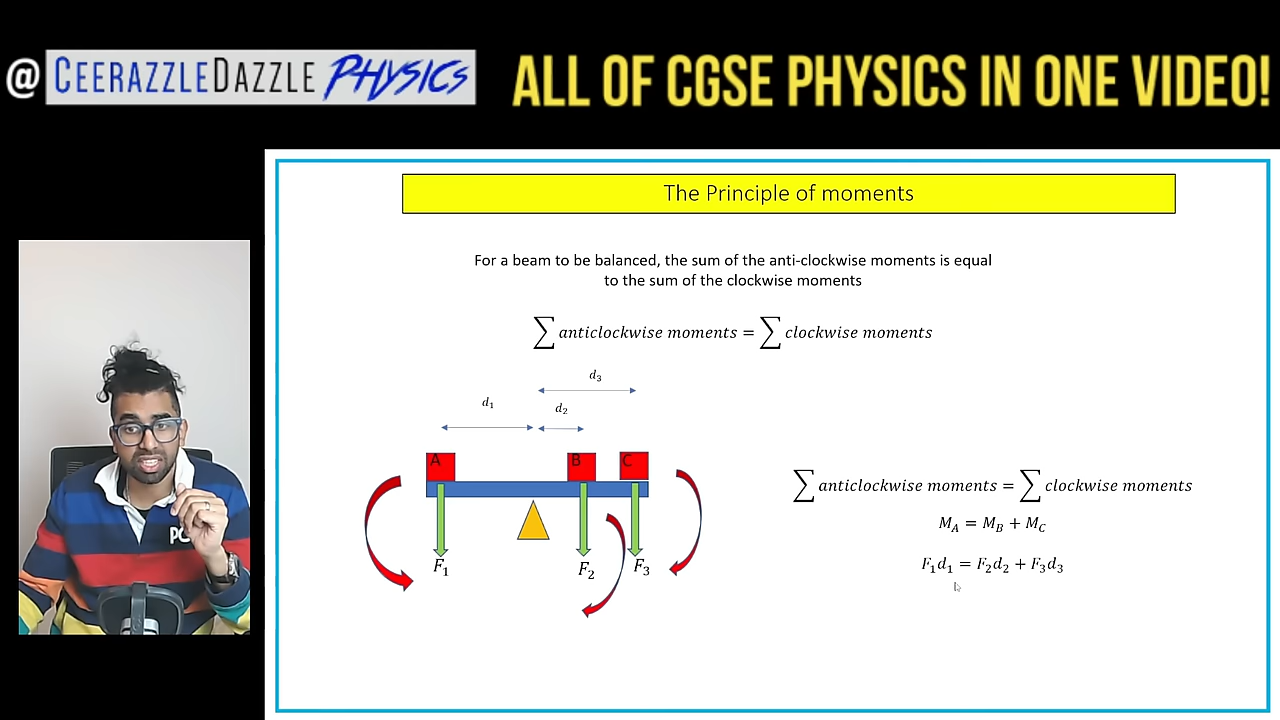 @ CEERAZZLEDAZZLE PHYSICS
ALL OF CGSE PHYSICS IN ONE VIDEO!
The Principle of moments
For a beam to be balanced, the sum of the anti-clockwise moments is equal
to the sum of the clockwise moments
∑ anticlockwise moments = ∑ clockwise moments
d₃
d₁
d₂
A
B
C
F₁
F₂
F₃
∑ anticlockwise moments = ∑ clockwise moments
M_A = M_B + M_C
F₁d₁ = F₂d₂ + F₃d₃